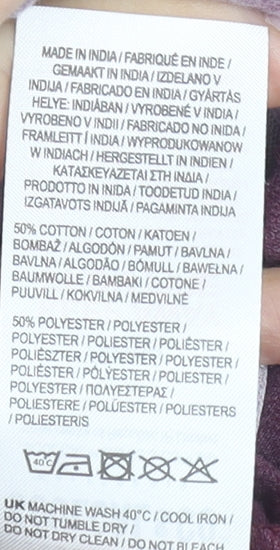 MADE IN INDIA / FABRIQUÉ EN INDE /
GEMAAKT IN INDIA / IZDELANO V
INDIJA / FABRICADO EN INDIA / GYÁRTÁS
HELYE: INDIÁBAN / VYROBENÉ V INDII /
VYROBENO V INDII / FABRICADO NO INIDA /
FRAMLEITT Í INDIA / WYPRODUKOWANOW
W INDIACH / HERGESTELLT IN INDIEN /
ΚΑΤΑΣΚΕΥΑΖΕΤΑΙ ΣΤΗ ΙΝΔΙΑ /
PRODOTTO IN INIDA / TOODETUD INDIA /
IZGATAVOTS INDIJĀ / PAGAMINTA INDIJA
50% COTTON / COTON / KATOEN /
BOMBAŽ / ALGODÓN / PAMUT / BAVLNA /
BAVLNA / ALGODÃO / BÓMULL / BAWEŁNA /
BAUMWOLLE / BAMBAKI / COTONE /
PUUVILL / KOKVILNA / MEDVILNĖ
50% POLYESTER / POLYESTER /
POLYESTER / POLIESTER / POLIÉSTER /
POLIÉSZTER / POLYESTER / POLYESTER /
POLIÉSTER / PÓLÝESTER / POLIESTER /
POLYESTER / ΠΟΛΥΕΣΤΕΡΑΣ /
POLIESTERE / POLÜESTER / POLIESTERS
/ POLIESTERIS
40°C
UK MACHINE WASH 40°C / COOL IRON /
DO NOT TUMBLE DRY /
DO NOT DRY CLEAN / DO NOT BLEACH